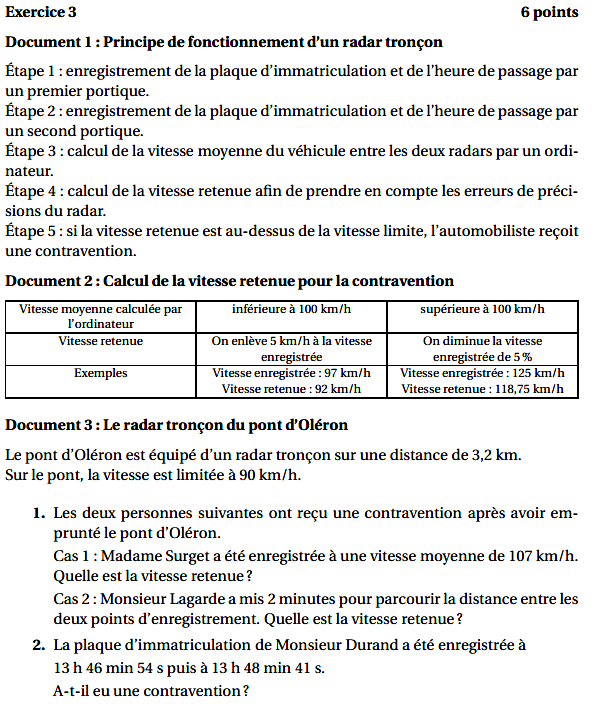 Exercice 3 6 points
Document 1 : Principe de fonctionnement d'un radar tronçon
Étape 1 : enregistrement de la plaque d'immatriculation et de l'heure de passage par
un premier portique.
Étape 2 : enregistrement de la plaque d'immatriculation et de l'heure de passage par
un second portique.
Étape 3 : calcul de la vitesse moyenne du véhicule entre les deux radars par un ordi-
nateur.
Étape 4 : calcul de la vitesse retenue afin de prendre en compte les erreurs de préci-
sions du radar.
Étape 5 : si la vitesse retenue est au-dessus de la vitesse limite, l'automobiliste reçoit
une contravention.
Document 2 : Calcul de la vitesse retenue pour la contravention
Vitesse moyenne calculée par inférieure à 100 km/h supérieure à 100 km/h
l'ordinateur
Vitesse retenue On enlève 5 km/h à la vitesse On diminue la vitesse
enregistrée enregistrée de 5 %
Exemples Vitesse enregistrée : 97 km/h Vitesse enregistrée : 125 km/h
Vitesse retenue : 92 km/h Vitesse retenue : 118,75 km/h
Document 3 : Le radar tronçon du pont d'Oléron
Le pont d'Oléron est équipé d'un radar tronçon sur une distance de 3,2 km.
Sur le pont, la vitesse est limitée à 90 km/h.
1. Les deux personnes suivantes ont reçu une contravention après avoir em-
prunté le pont d'Oléron.
Cas 1 : Madame Surget a été enregistrée à une vitesse moyenne de 107 km/h.
Quelle est la vitesse retenue ?
Cas 2 : Monsieur Lagarde a mis 2 minutes pour parcourir la distance entre les
deux points d'enregistrement. Quelle est la vitesse retenue ?
2. La plaque d'immatriculation de Monsieur Durand a été enregistrée à
13 h 46 min 54 s puis à 13 h 48 min 41 s.
A-t-il eu une contravention ?